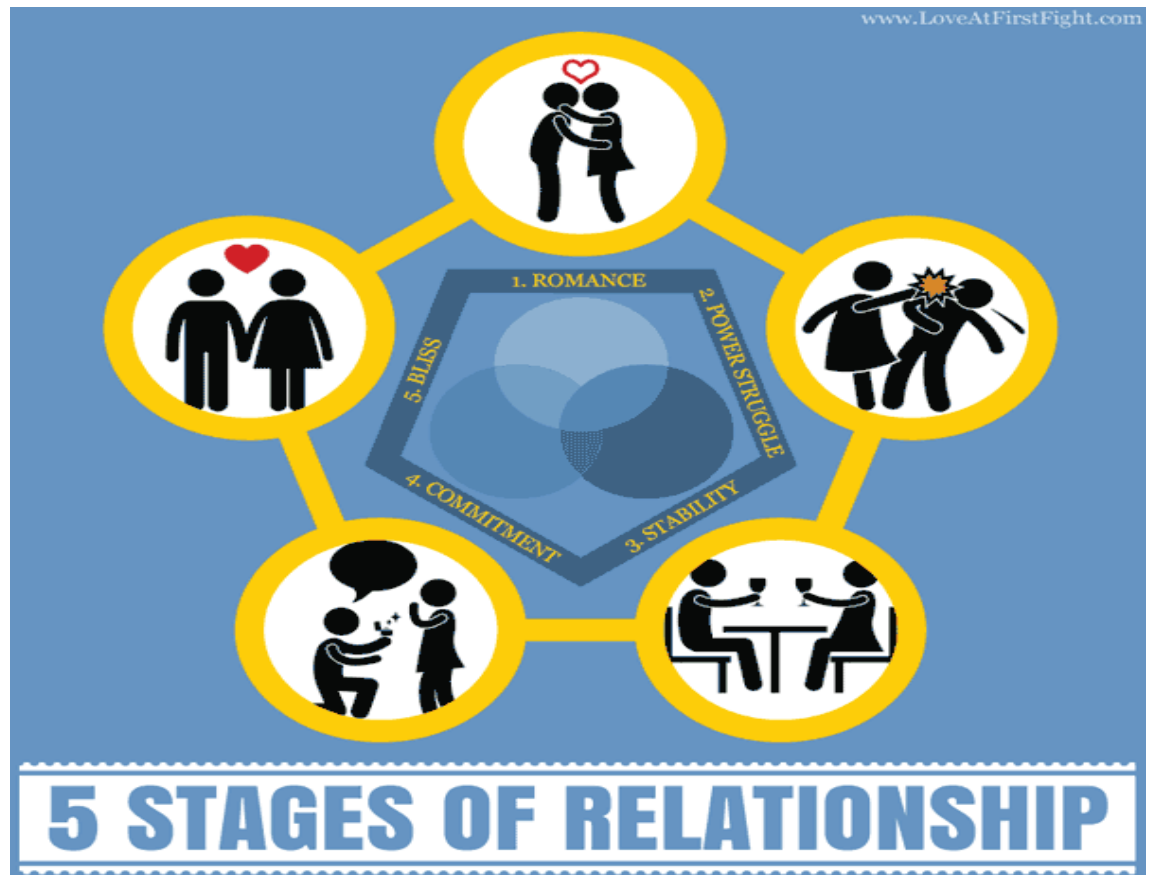 www.LoveAtFirstFight.com
1. ROMANCE
2. POWER STRUGGLE
3. STABILITY
4. COMMITMENT
5. BLISS
5 STAGES OF RELATIONSHIP